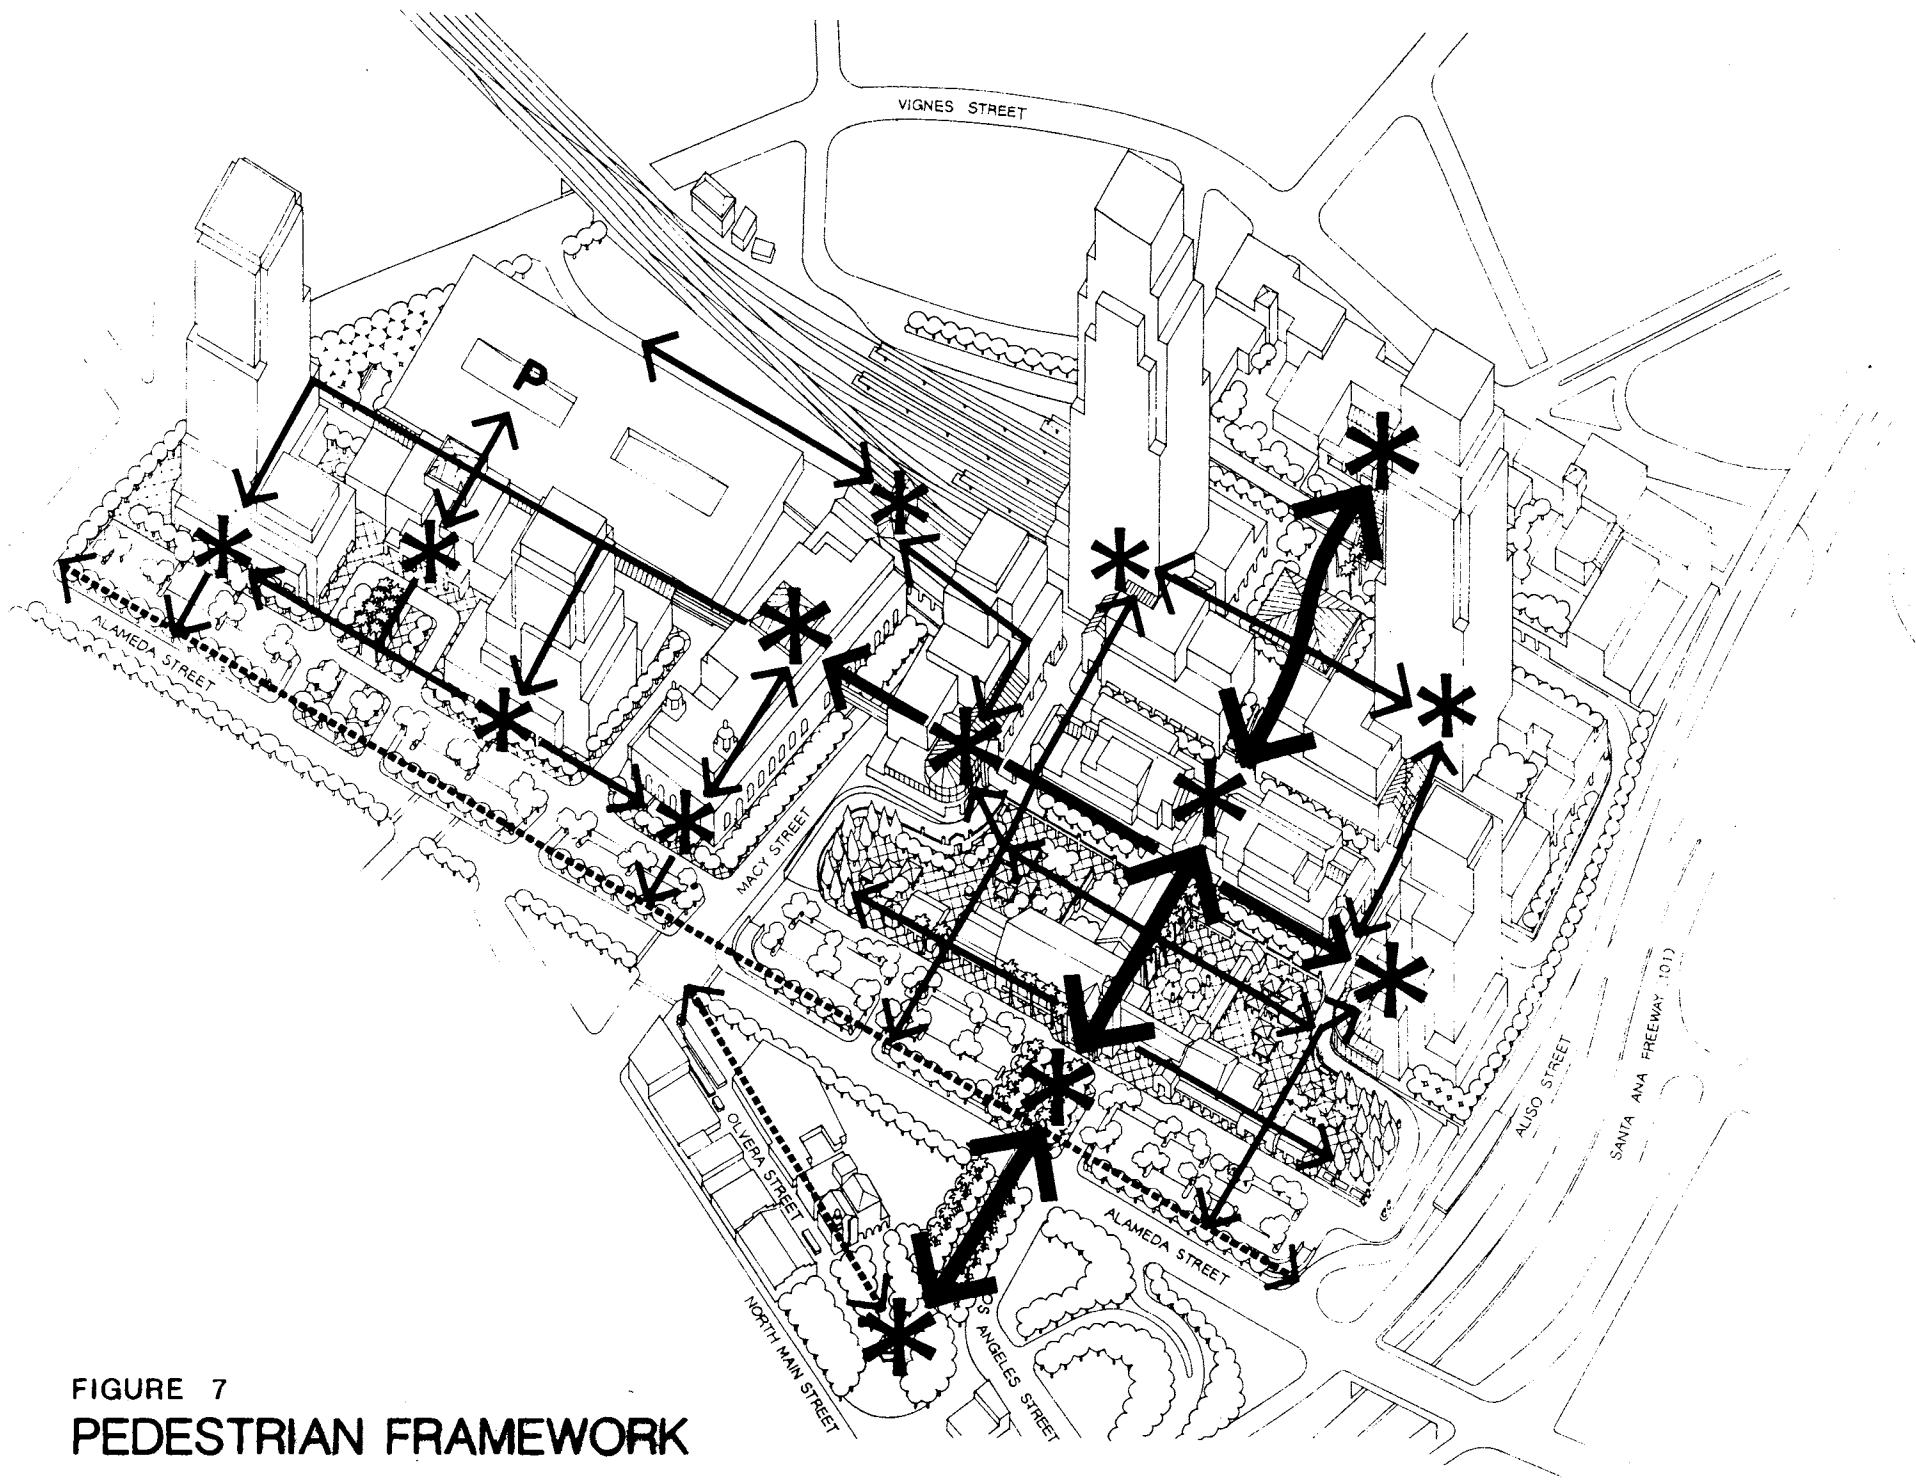 VIGNES STREET
P
ALAMEDA STREET
MACY STREET
OLVERA STREET
ALAMEDA STREET
ALISO STREET
SANTA ANA FREEWAY (101)
NORTH MAIN STREET
ANGELES STREET
FIGURE 7
PEDESTRIAN FRAMEWORK